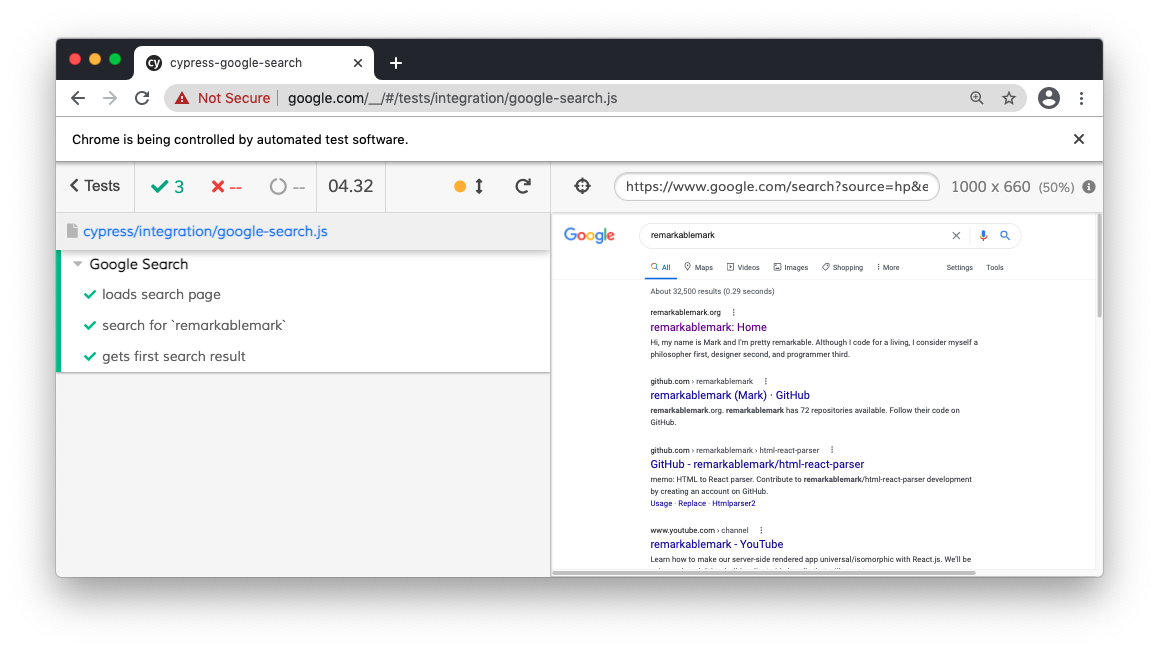 cypress-google-search
Not Secure google.com/__/#/tests/integration/google-search.js
Chrome is being controlled by automated test software.
Tests 3 -- -- 04.32
https://www.google.com/search?source=hp&e 1000 x 660 (50%)
cypress/integration/google-search.js
Google Search
loads search page
search for `remarkablemark`
gets first search result
Google remarkablemark
All Maps Videos Images Shopping More Settings Tools
About 32,500 results (0.29 seconds)
remarkablemark.org
remarkablemark: Home
Hi, my name is Mark and I'm pretty remarkable. Although I code for a living, I consider myself a
philosopher first, designer second, and programmer third.
github.com › remarkablemark
remarkablemark (Mark) · GitHub
remarkablemark.org. remarkablemark has 72 repositories available. Follow their code on
GitHub.
github.com › remarkablemark › html-react-parser
GitHub - remarkablemark/html-react-parser
memo: HTML to React parser. Contribute to remarkablemark/html-react-parser development
by creating an account on GitHub.
Usage · Replace · Htmlparser2
www.youtube.com › channel
remarkablemark - YouTube
Learn how to make our server-side rendered app universal/isomorphic with React.js. We'll be